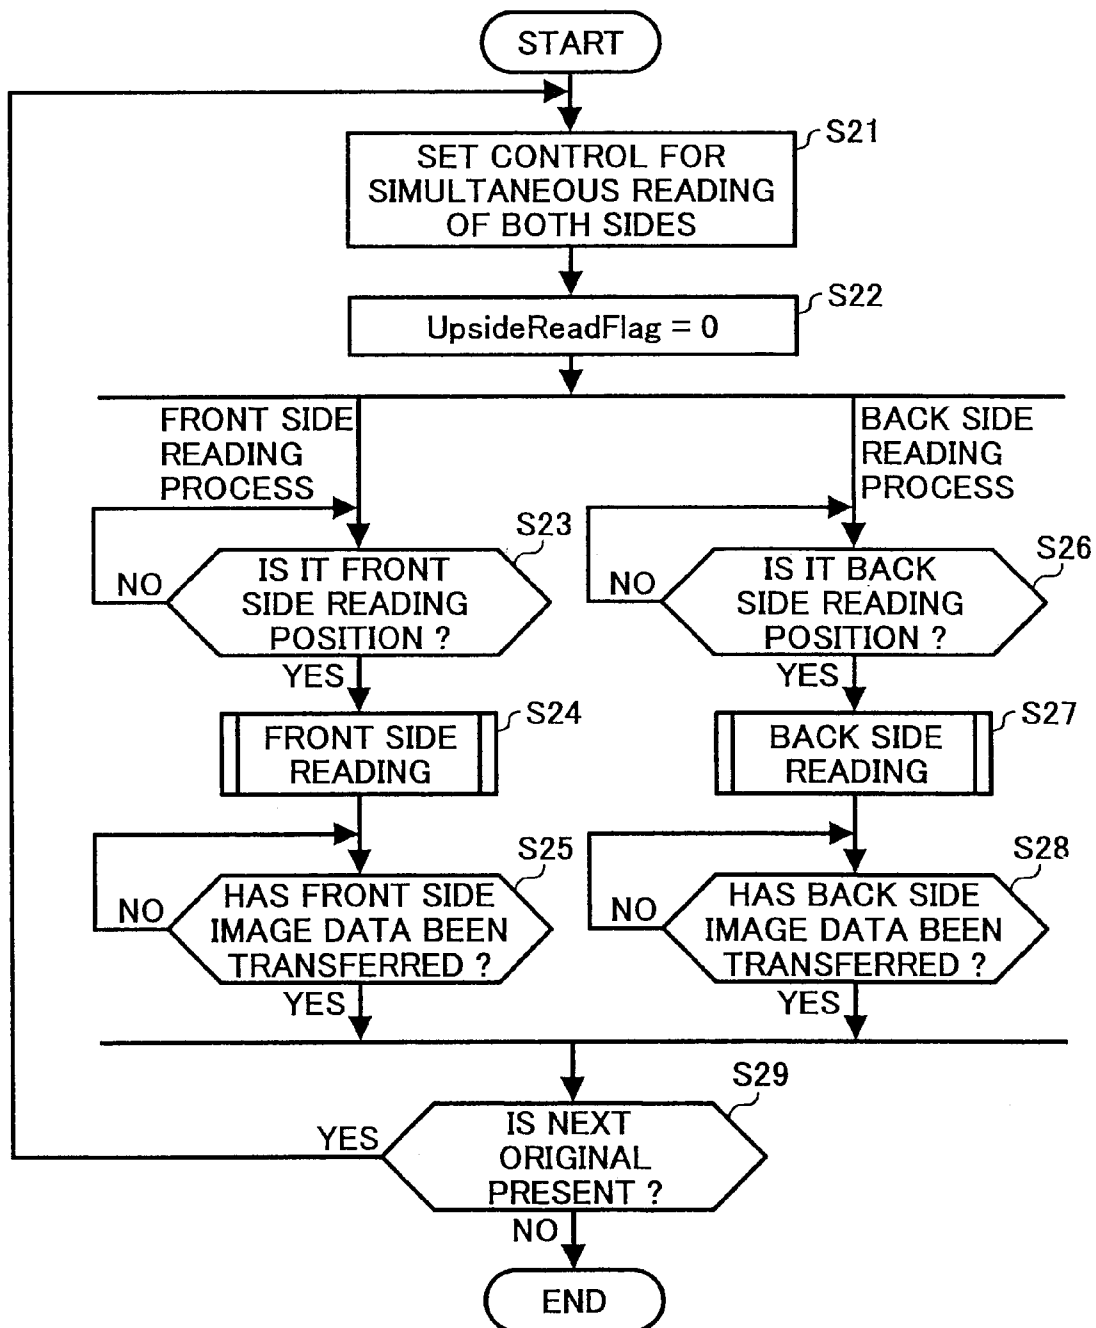 START
S21
SET CONTROL FOR
SIMULTANEOUS READING
OF BOTH SIDES
S22
UpsideReadFlag = 0
FRONT SIDE
READING
PROCESS
BACK SIDE
READING
PROCESS
S23
IS IT FRONT
SIDE READING
POSITION ?
NO
YES
S26
IS IT BACK
SIDE READING
POSITION ?
NO
YES
S24
FRONT SIDE
READING
S27
BACK SIDE
READING
S25
HAS FRONT SIDE
IMAGE DATA BEEN
TRANSFERRED ?
NO
YES
S28
HAS BACK SIDE
IMAGE DATA BEEN
TRANSFERRED ?
NO
YES
S29
IS NEXT
ORIGINAL
PRESENT ?
YES
NO
END